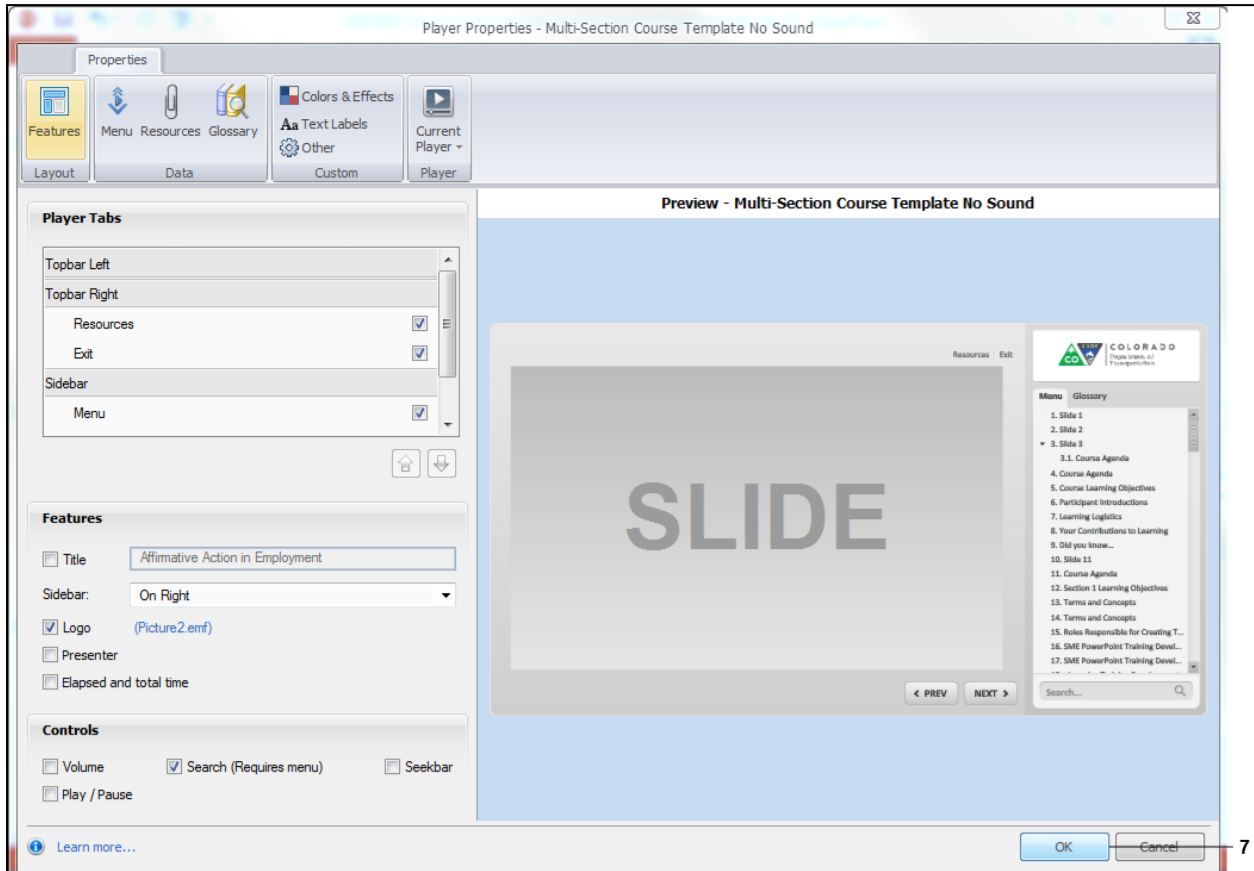 Player Properties - Multi-Section Course Template No Sound
Properties
Features
Menu Resources Glossary
Colors & Effects
Aa Text Labels
Other
Current
Player
Layout
Data
Custom
Player
Player Tabs
Topbar Left
Topbar Right
Resources
Exit
Sidebar
Menu
Features
Title Affirmative Action in Employment
Sidebar: On Right
Logo (Picture2.emf)
Presenter
Elapsed and total time
Controls
Volume Search (Requires menu) Seekbar
Play / Pause
Learn more...
Preview - Multi-Section Course Template No Sound
Resources Exit
SLIDE
< PREV NEXT >
CO
COLORADO
Department of
Transportation
Menu Glossary
1. Slide 1
2. Slide 2
3. Slide 3
3.1. Course Agenda
4. Course Agenda
5. Course Learning Objectives
6. Participant Introductions
7. Learning Logistics
8. Your Contributions to Learning
9. Did you know...
10. Slide 11
11. Course Agenda
12. Section 1 Learning Objectives
13. Terms and Concepts
14. Terms and Concepts
15. Roles Responsible for Creating T...
16. SME PowerPoint Training Devel...
17. SME PowerPoint Training Devel...
Search...
OK Cancel 7